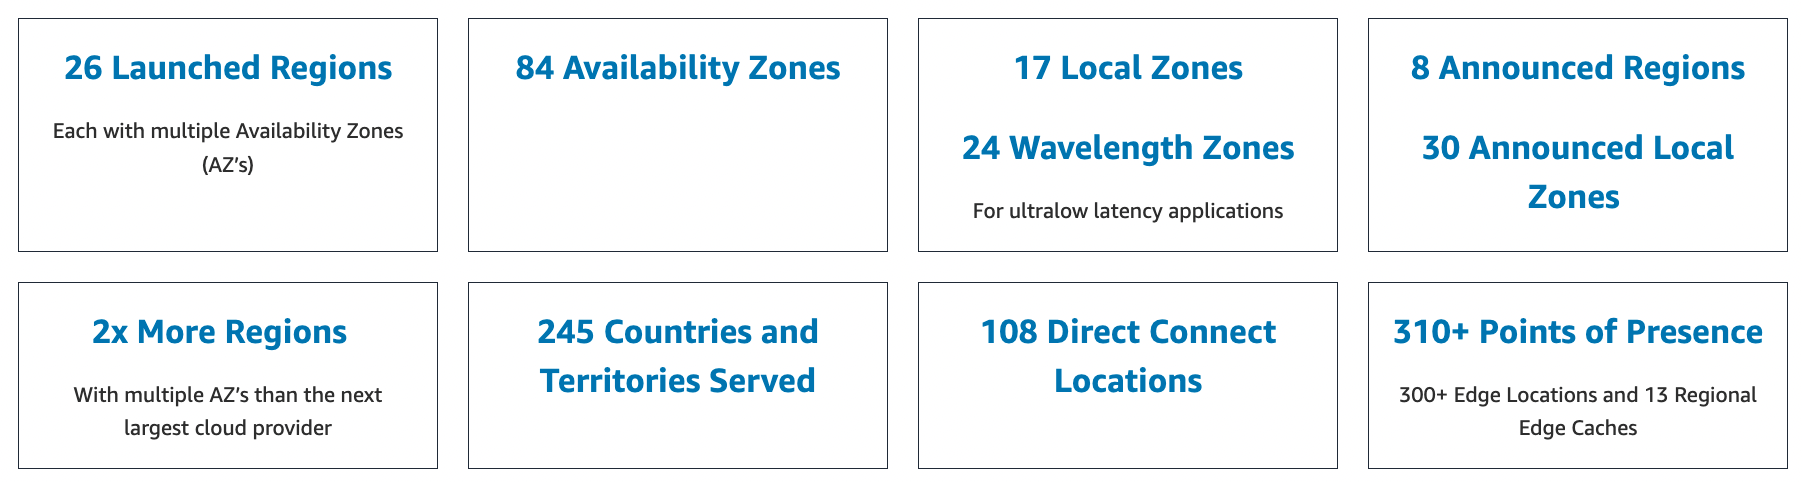 26 Launched Regions
Each with multiple Availability Zones
(AZ’s)
84 Availability Zones
17 Local Zones
24 Wavelength Zones
For ultralow latency applications
8 Announced Regions
30 Announced Local
Zones
2x More Regions
With multiple AZ’s than the next
largest cloud provider
245 Countries and
Territories Served
108 Direct Connect
Locations
310+ Points of Presence
300+ Edge Locations and 13 Regional
Edge Caches